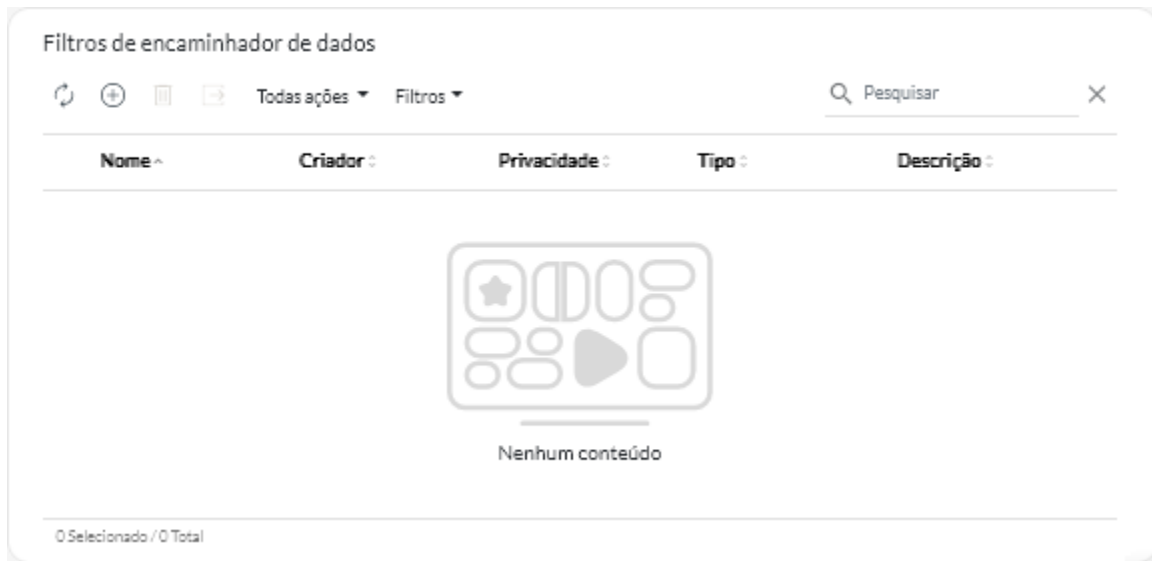 Filtros de encaminhador de dados
Todas ações Filtros Pesquisar
Nome Criador Privacidade Tipo Descrição
Nenhum conteúdo
0 Selecionado / 0 Total